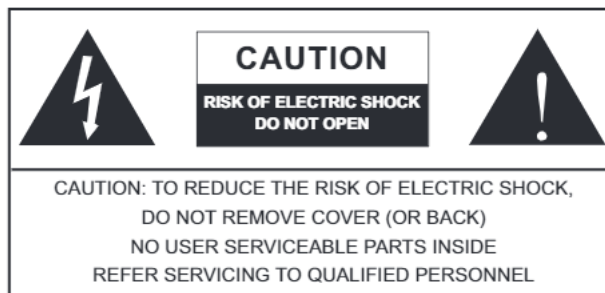 CAUTION
RISK OF ELECTRIC SHOCK
DO NOT OPEN
!
CAUTION: TO REDUCE THE RISK OF ELECTRIC SHOCK,
DO NOT REMOVE COVER (OR BACK)
NO USER SERVICEABLE PARTS INSIDE
REFER SERVICING TO QUALIFIED PERSONNEL